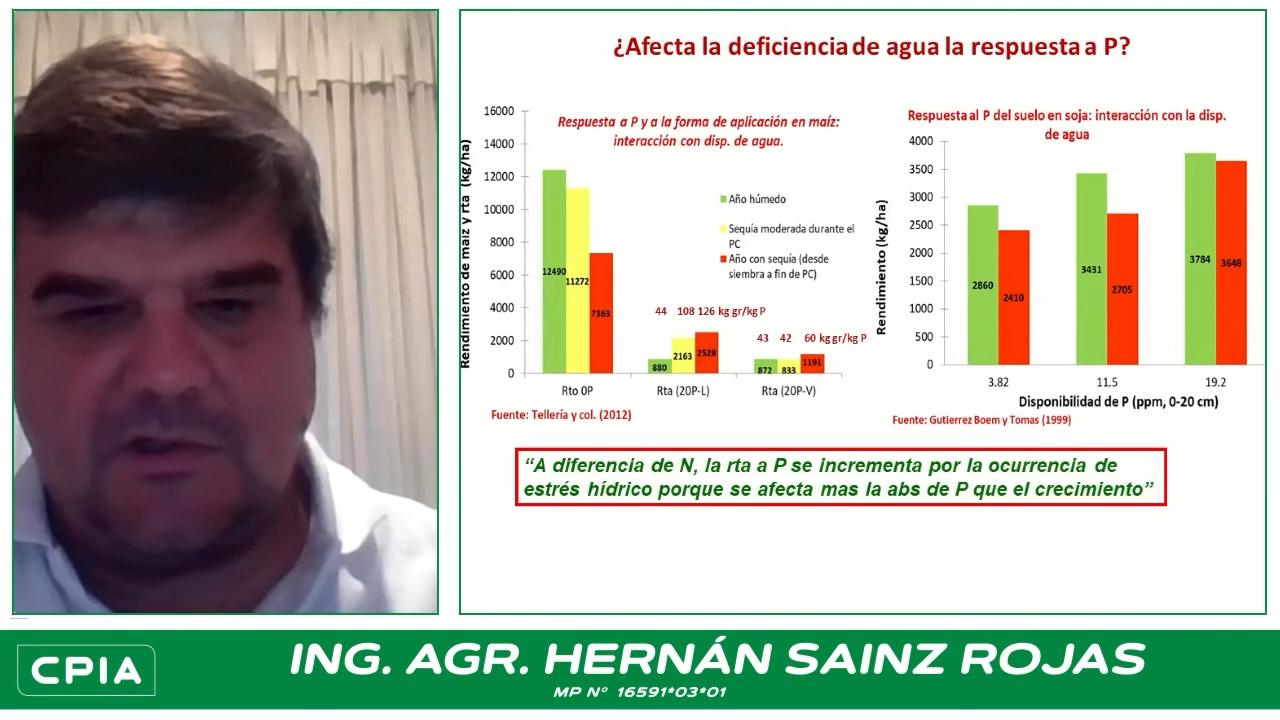 ¿Afecta la deficiencia de agua la respuesta a P?
Respuesta a P y a la forma de aplicación en maíz:
interacción con disp. de agua.
Rendimiento de maíz y rta (kg/ha)
16000
14000
12000
10000
8000
6000
4000
2000
0
Año húmedo
Sequía moderada durante el
PC
Año con sequía (desde
siembra a fin de PC)
12490
11272
7363
44 108 126 kg gr/kg P
880
2163
2528
43 42 60 kg gr/kg P
872
833
1191
Rto 0P
Rta (20P-L)
Rta (20P-V)
Fuente: Tellería y col. (2012)
Respuesta al P del suelo en soja: interacción con la disp.
de agua
Rendimiento (kg/ha)
4000
3500
3000
2500
2000
1500
1000
500
0
2860
2410
3431
2705
3784
3648
3.82
11.5
19.2
Disponibilidad de P (ppm, 0-20 cm)
Fuente: Gutierrez Boem y Tomas (1999)
“A diferencia de N, la rta a P se incrementa por la ocurrencia de
estrés hídrico porque se afecta mas la abs de P que el crecimiento”
CPIA
ING. AGR. HERNÁN SAINZ ROJAS
MP Nº 16591*03*01